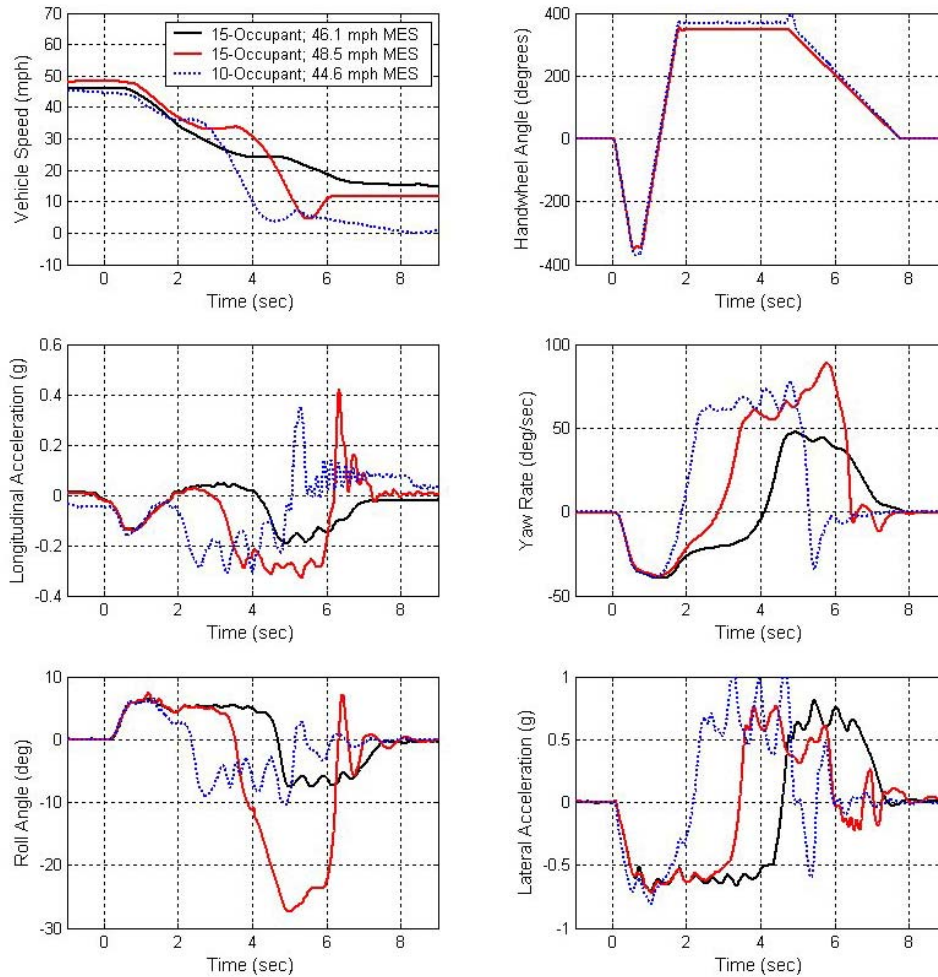 70
60
50
40
30
20
10
0
-10
Vehicle Speed (mph)
15-Occupant; 46.1 mph MES
15-Occupant; 48.5 mph MES
10-Occupant; 44.6 mph MES
0 2 4 6 8
Time (sec)
400
200
0
-200
-400
Handwheel Angle (degrees)
0 2 4 6 8
Time (sec)
0.6
0.4
0.2
0
-0.2
-0.4
Longitudinal Acceleration (g)
0 2 4 6 8
Time (sec)
100
50
0
-50
Yaw Rate (deg/sec)
0 2 4 6 8
Time (sec)
10
0
-10
-20
-30
Roll Angle (deg)
0 2 4 6 8
Time (sec)
1
0.5
0
-0.5
-1
Lateral Acceleration (g)
0 2 4 6 8
Time (sec)